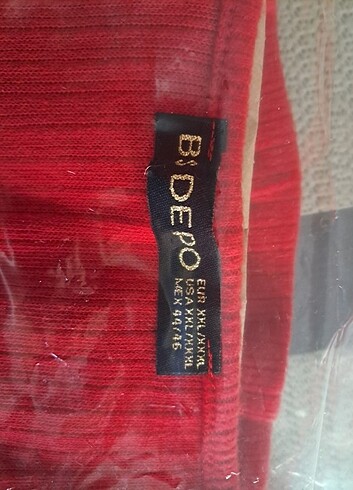 B:DEPO
EUR XXL/XXXL
USA XXL/XXXL
MEX 44/46